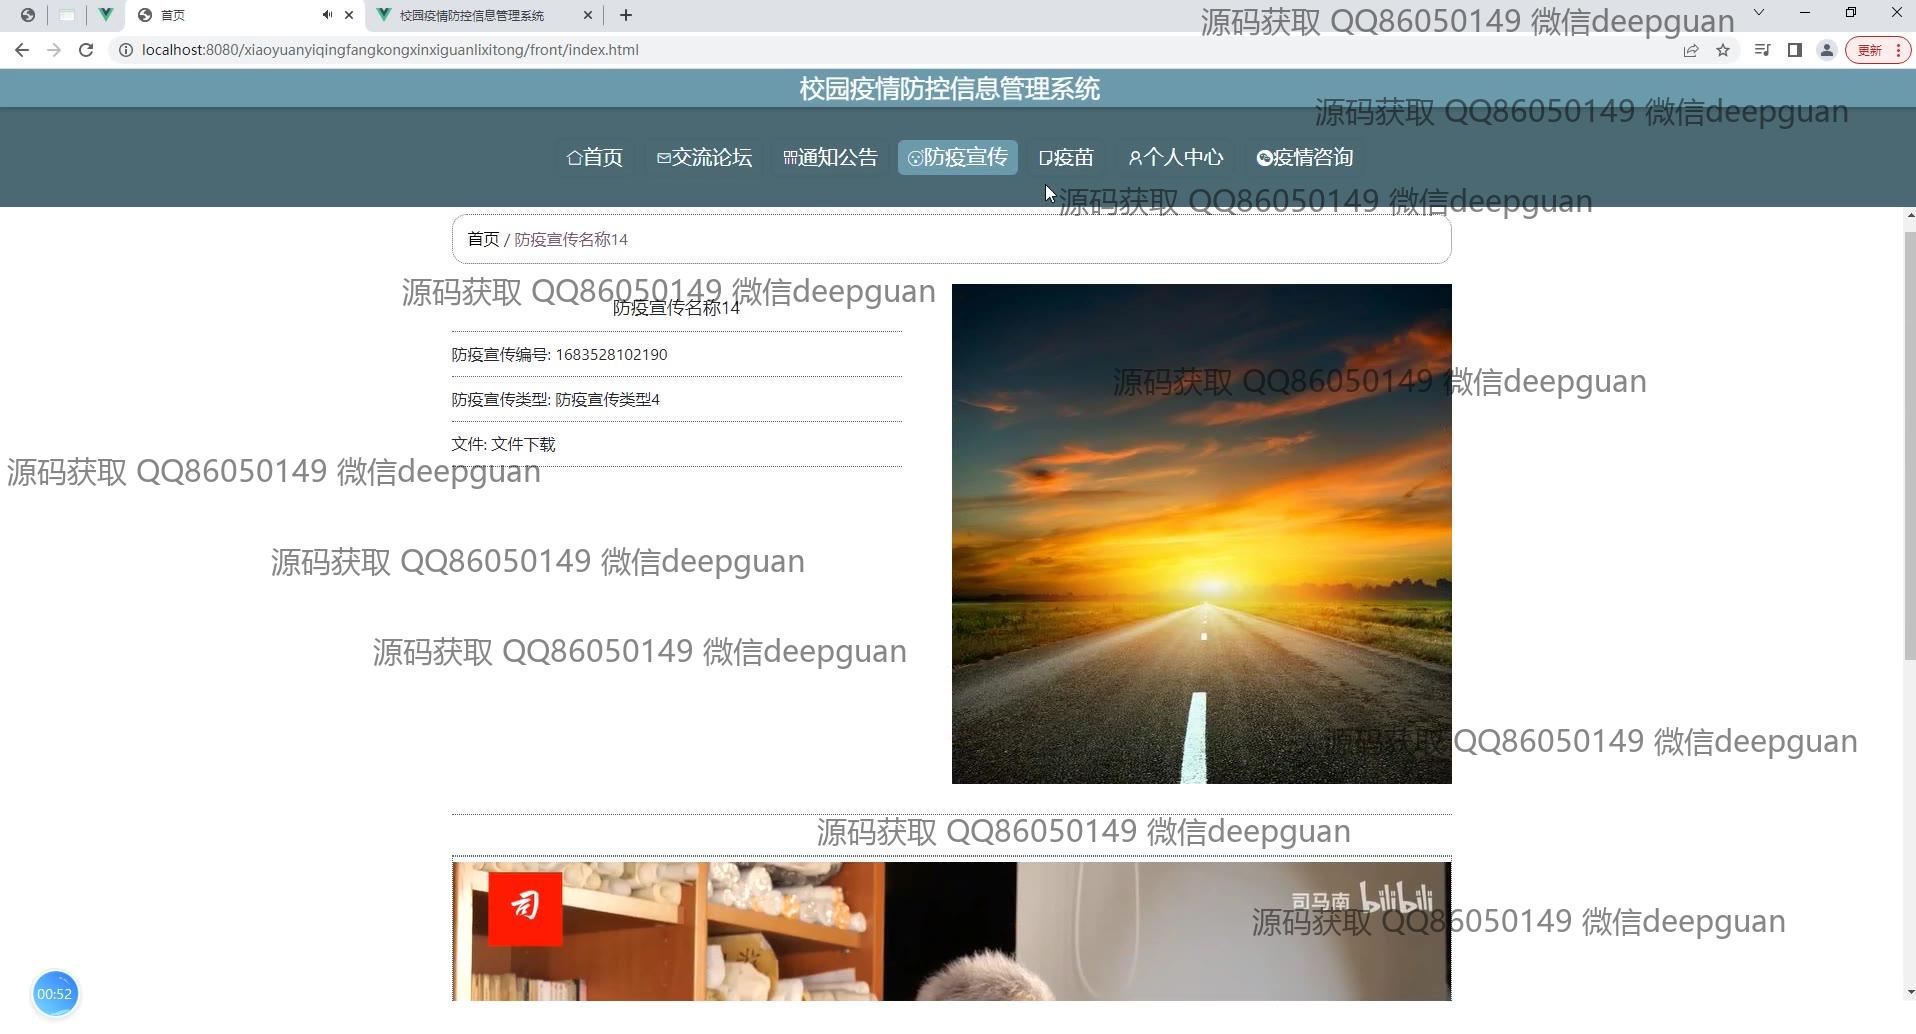 首页
校园疫情防控信息管理系统
源码获取 QQ86050149 微信deepguan
localhost:8080/xiaoyuanyiqingfangkongxinxiguanlixitong/front/index.html
更新
校园疫情防控信息管理系统
源码获取 QQ86050149 微信deepguan
首页 交流论坛 通知公告 防疫宣传 疫苗 个人中心 疫情咨询
源码获取 QQ86050149 微信deepguan
首页 / 防疫宣传名称14
源码获取 QQ86050149 微信deepguan
防疫宣传名称14
防疫宣传编号: 1683528102190
源码获取 QQ86050149 微信deepguan
防疫宣传类型: 防疫宣传类型4
文件: 文件下载
源码获取 QQ86050149 微信deepguan
源码获取 QQ86050149 微信deepguan
源码获取 QQ86050149 微信deepguan
源码获取 QQ86050149 微信deepguan
源码获取 QQ86050149 微信deepguan
司
司马南 bilibili
源码获取 QQ86050149 微信deepguan
00:52